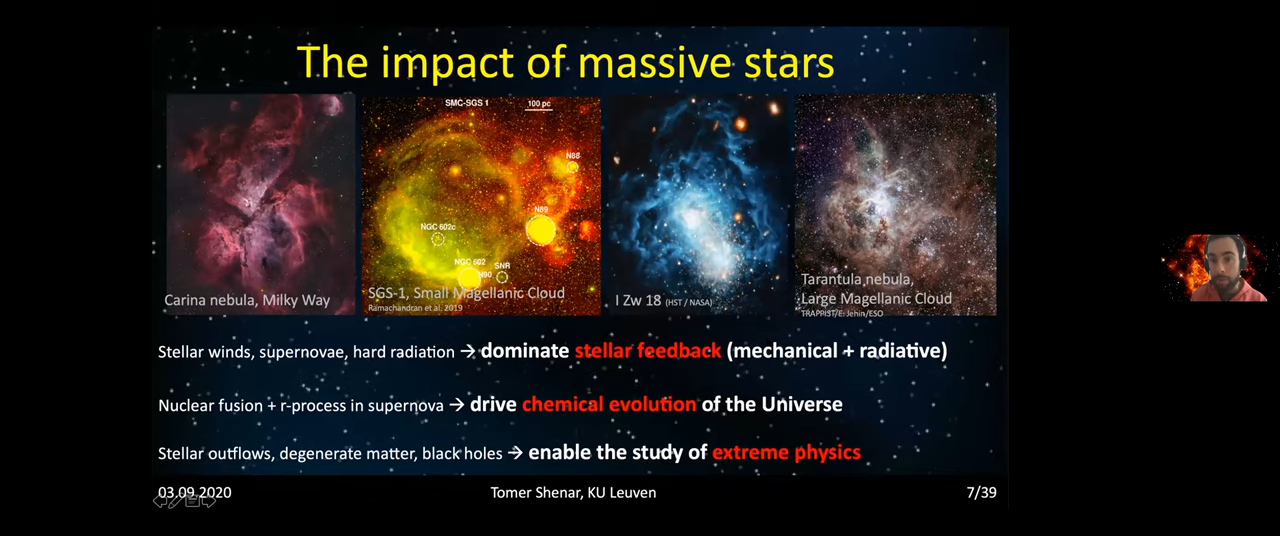 The impact of massive stars
SMC-SGS 1
100 pc
N88
N89
NGC 602c
NGC 602
N90
SNR
Carina nebula, Milky Way
SGS-1, Small Magellanic Cloud
Ramachandran et al. 2019
I Zw 18 (HST / NASA)
Tarantula nebula,
Large Magellanic Cloud
TRAPPIST/E. Jehin/ESO
Stellar winds, supernovae, hard radiation → dominate stellar feedback (mechanical + radiative)
Nuclear fusion + r-process in supernova → drive chemical evolution of the Universe
Stellar outflows, degenerate matter, black holes → enable the study of extreme physics
03.09.2020
Tomer Shenar, KU Leuven
7/39